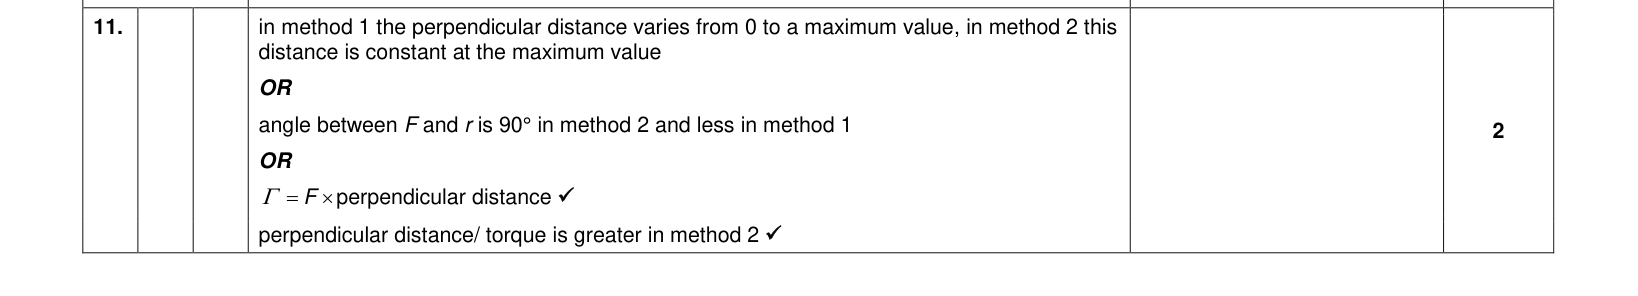 11.
in method 1 the perpendicular distance varies from 0 to a maximum value, in method 2 this
distance is constant at the maximum value
OR
angle between F and r is 90° in method 2 and less in method 1
OR
Γ = F × perpendicular distance ✓
perpendicular distance/ torque is greater in method 2 ✓
2